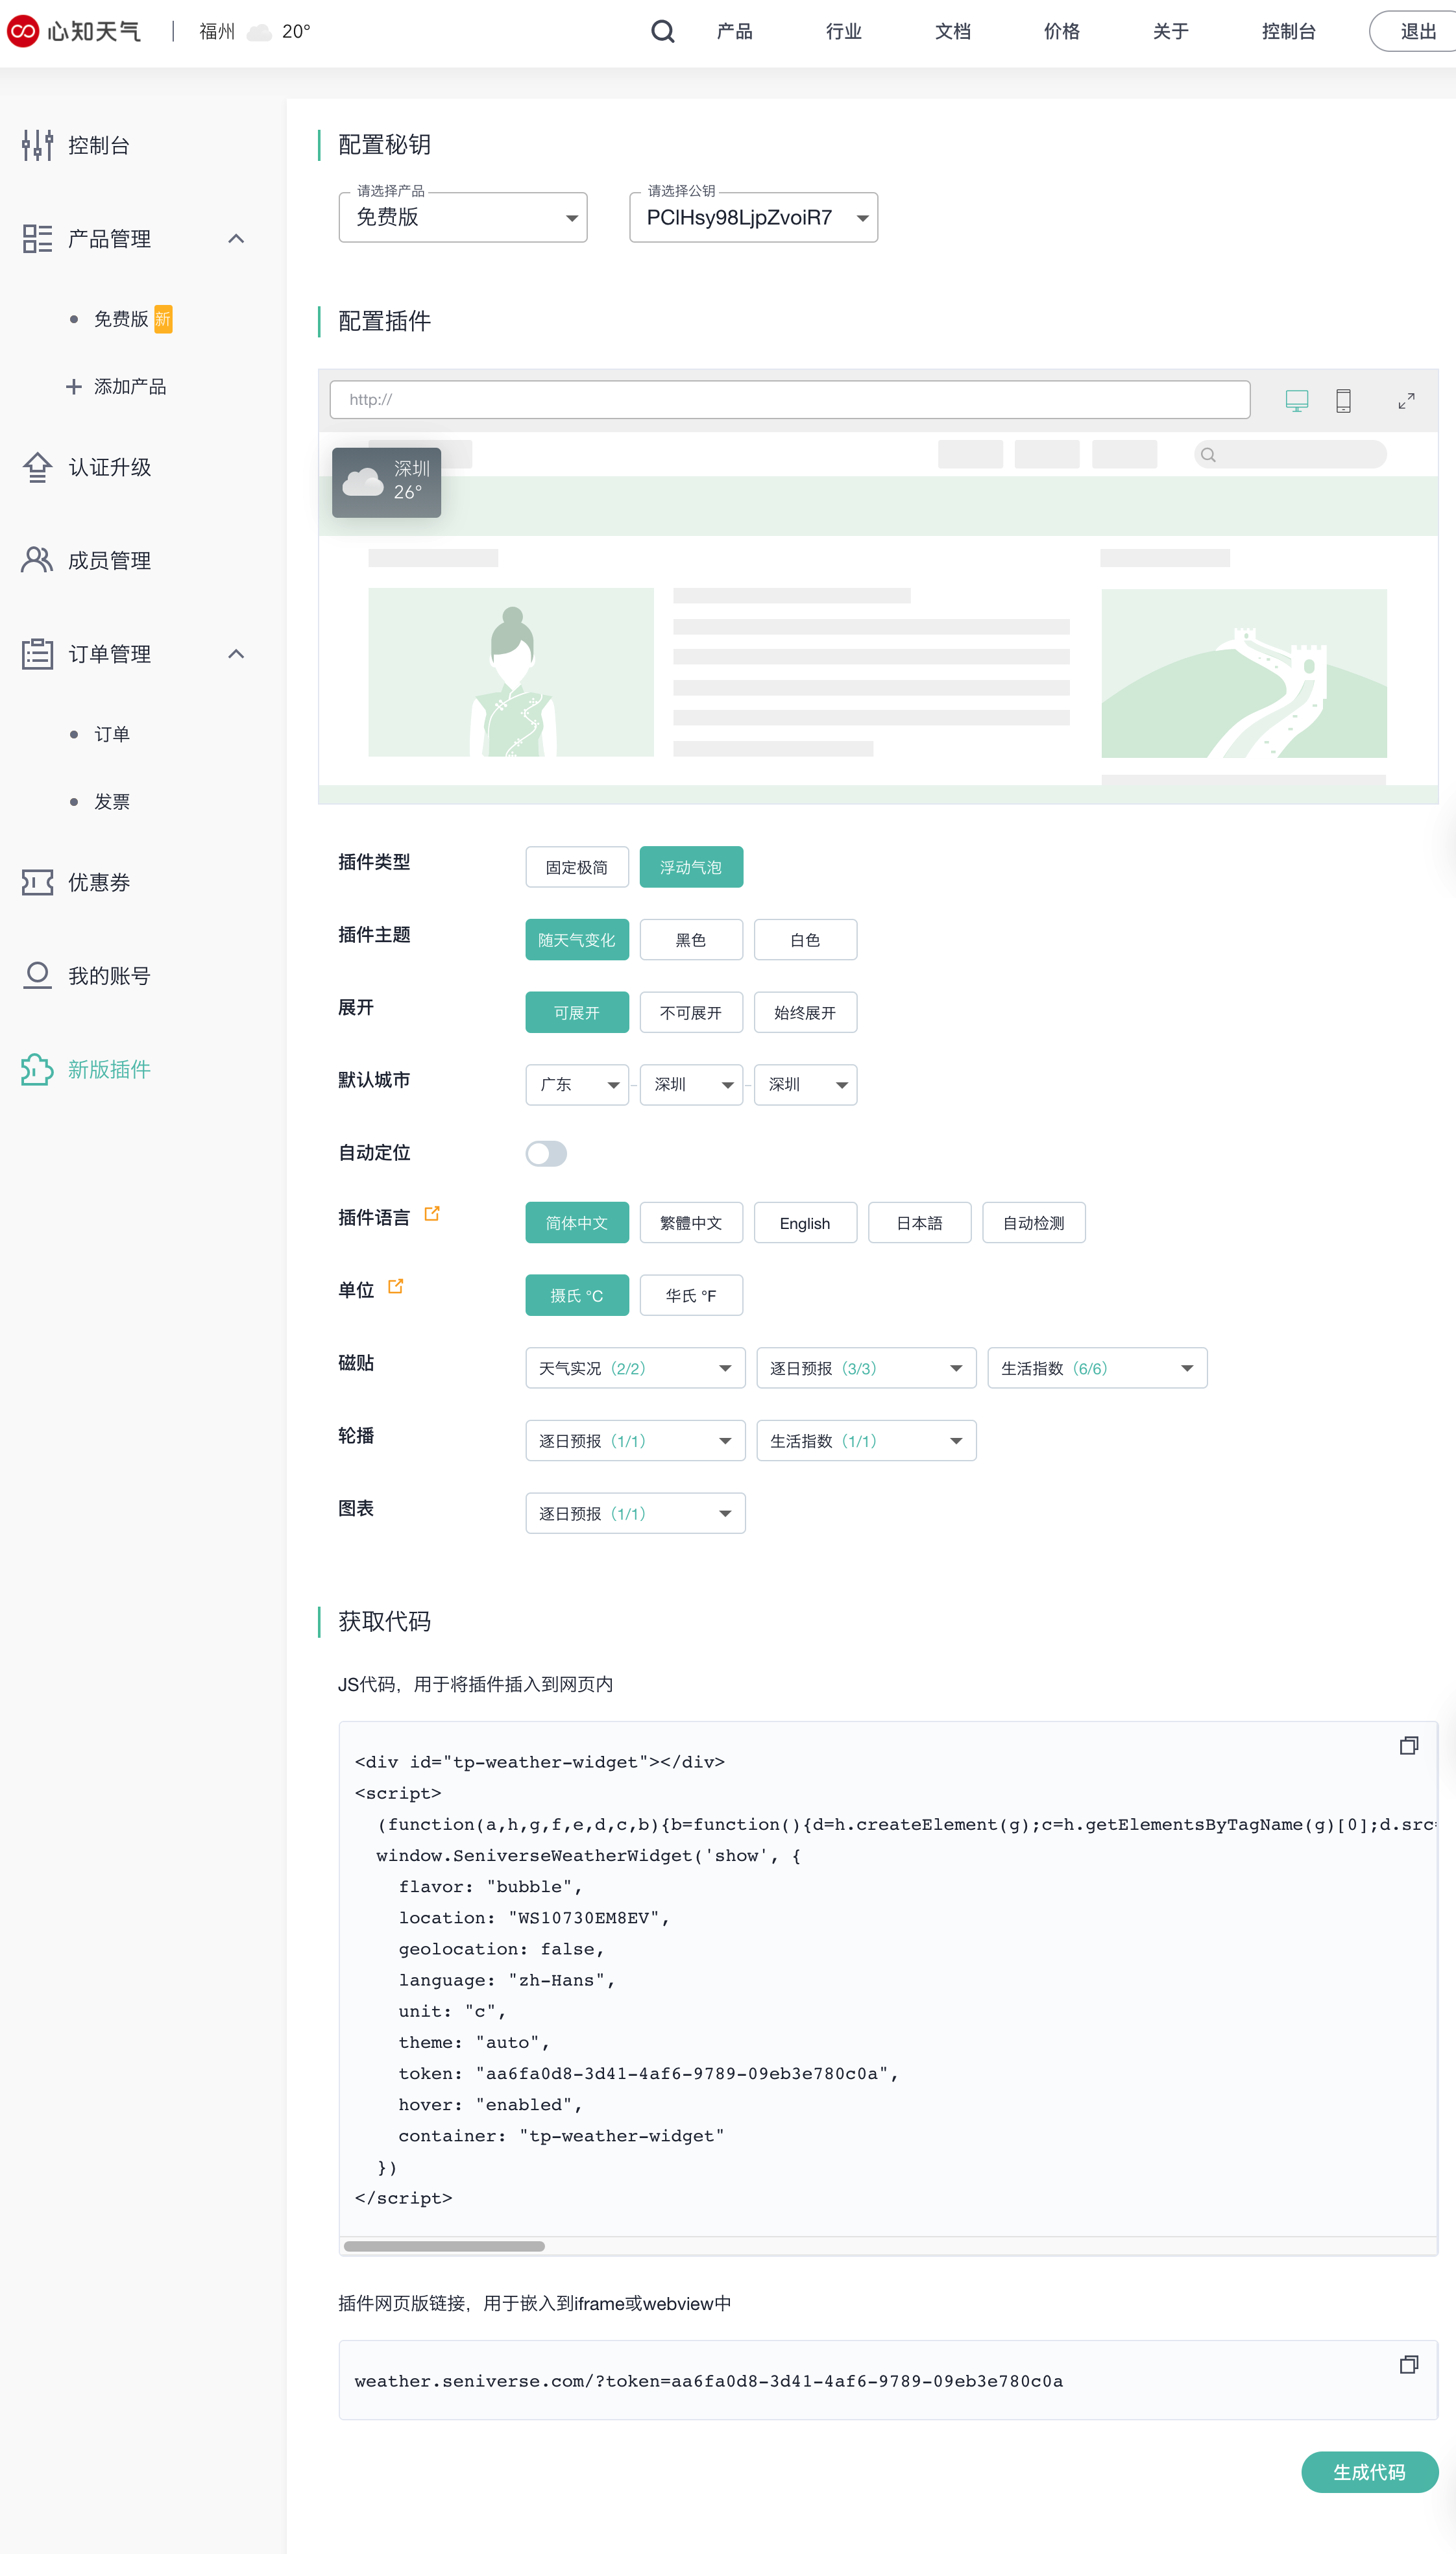 心知天气 | 福州 20° 产品 行业 文档 价格 关于 控制台 退出
控制台
产品管理
免费版 新
添加产品
认证升级
成员管理
订单管理
订单
发票
优惠券
我的账号
新版插件
配置秘钥
请选择产品 请选择公钥
免费版 PClHsy98LjpZvoiR7
配置插件
http://
深圳
26°
插件类型 固定极简 浮动气泡
插件主题 随天气变化 黑色 白色
展开 可展开 不可展开 始终展开
默认城市 广东 - 深圳 - 深圳
自动定位
插件语言 简体中文 繁體中文 English 日本語 自动检测
单位 摄氏 °C 华氏 °F
磁贴 天气实况（2/2） 逐日预报（3/3） 生活指数（6/6）
轮播 逐日预报（1/1） 生活指数（1/1）
图表 逐日预报（1/1）
获取代码
JS代码，用于将插件插入到网页内
<div id="tp-weather-widget"></div>
<script>
(function(a,h,g,f,e,d,c,b){b=function(){d=h.createElement(g);c=h.getElementsByTagName(g)[0];d.src=
window.SeniverseWeatherWidget('show', {
flavor: "bubble",
location: "WS10730EM8EV",
geolocation: false,
language: "zh-Hans",
unit: "c",
theme: "auto",
token: "aa6fa0d8-3d41-4af6-9789-09eb3e780c0a",
hover: "enabled",
container: "tp-weather-widget"
})
</script>
插件网页版链接，用于嵌入到iframe或webview中
weather.seniverse.com/?token=aa6fa0d8-3d41-4af6-9789-09eb3e780c0a
生成代码